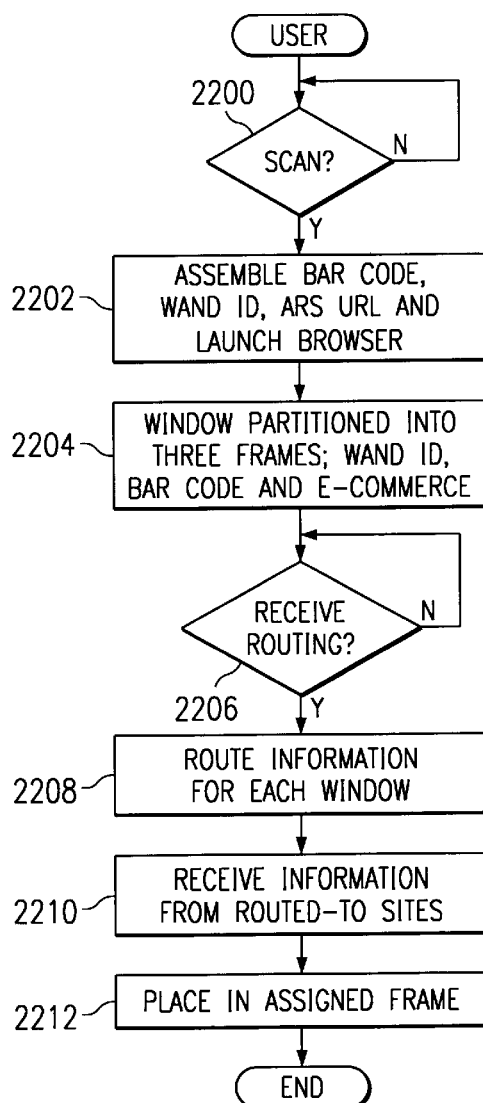 USER
2200
SCAN?
N
Y
2202
ASSEMBLE BAR CODE,
WAND ID, ARS URL AND
LAUNCH BROWSER
2204
WINDOW PARTITIONED INTO
THREE FRAMES; WAND ID,
BAR CODE AND E-COMMERCE
RECEIVE
ROUTING?
N
2206
Y
2208
ROUTE INFORMATION
FOR EACH WINDOW
2210
RECEIVE INFORMATION
FROM ROUTED-TO SITES
2212
PLACE IN ASSIGNED FRAME
END